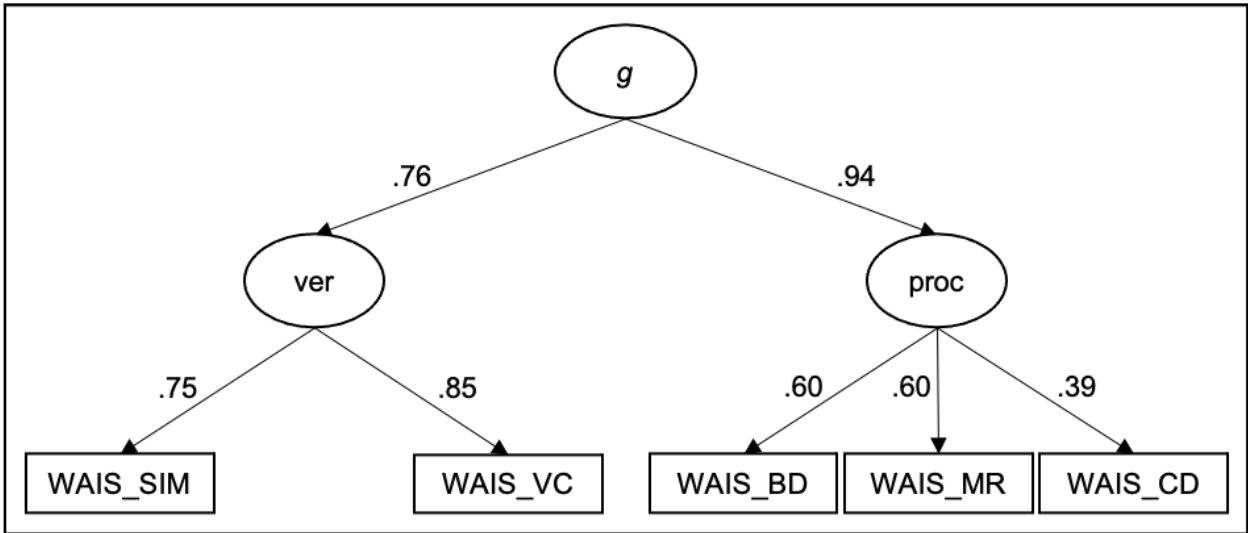 g
.76
.94
ver
proc
.75
.85
.60
.60
.39
WAIS_SIM
WAIS_VC
WAIS_BD
WAIS_MR
WAIS_CD